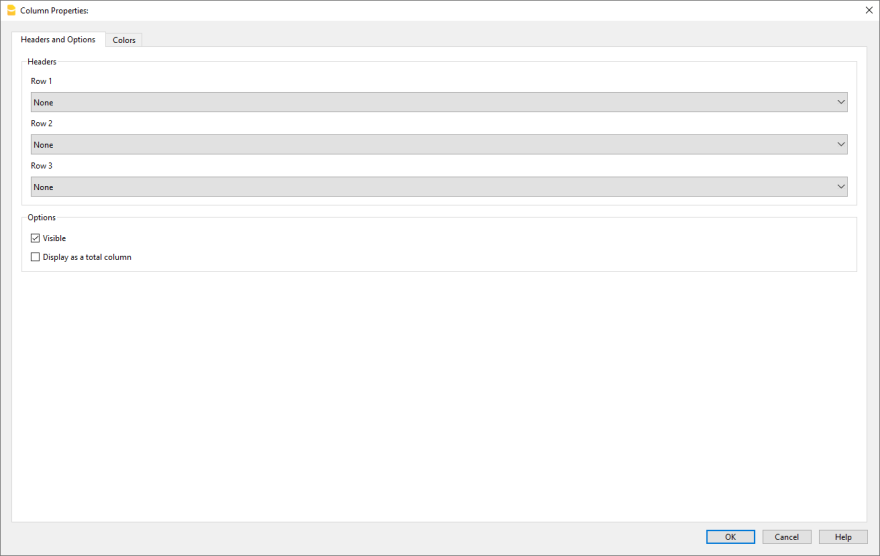 Column Properties:
Headers and Options
Colors
Headers
Row 1
None
Row 2
None
Row 3
None
Options
Visible
Display as a total column
OK
Cancel
Help